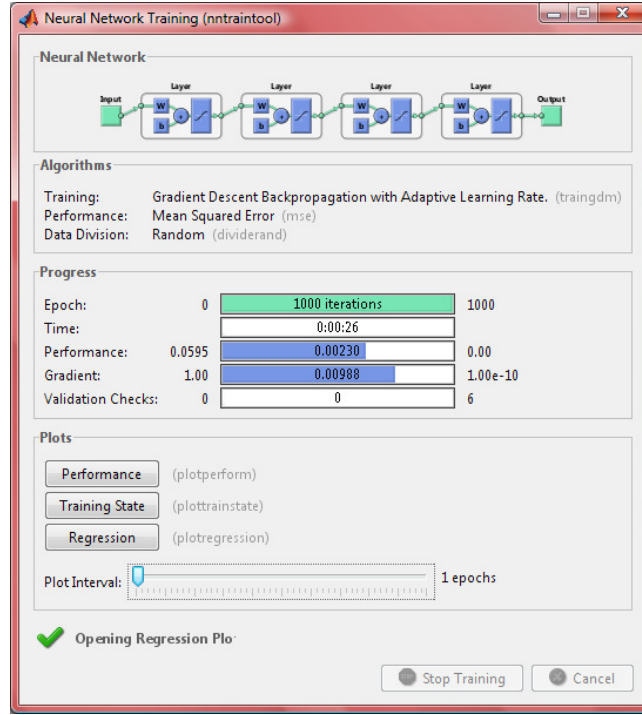 Neural Network Training (nntraintool)
Neural Network
Layer Layer Layer Layer
Input Output
W W W W
b b b b
Algorithms
Training: Gradient Descent Backpropagation with Adaptive Learning Rate. (traingdm)
Performance: Mean Squared Error (mse)
Data Division: Random (dividerand)
Progress
Epoch: 0 1000 iterations 1000
Time: 0:00:26
Performance: 0.0595 0.00230 0.00
Gradient: 1.00 0.00988 1.00e-10
Validation Checks: 0 0 6
Plots
Performance (plotperform)
Training State (plottrainstate)
Regression (plotregression)
Plot Interval: 1 epochs
Opening Regression Plo
Stop Training Cancel